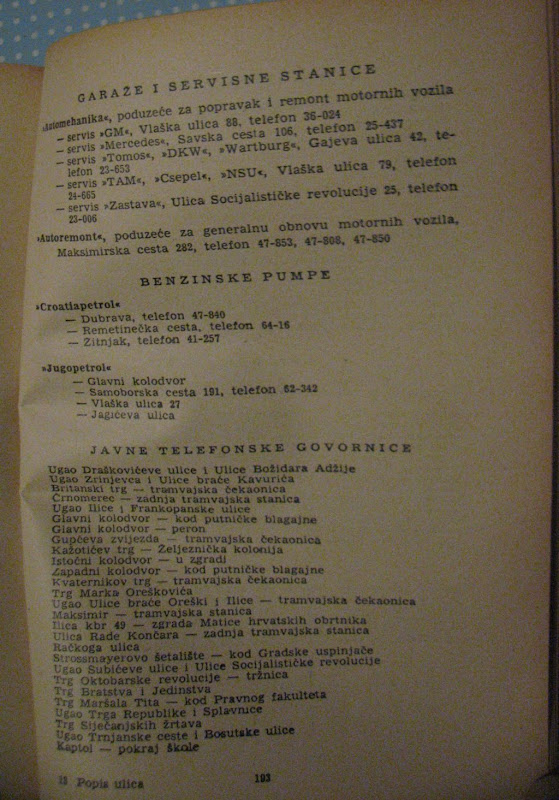 GARAŽE I SERVISNE STANICE
»Automehanika«, poduzeće za popravak i remont motornih vozila
— servis »GM«, Vlaška ulica 88, telefon 36-024
— servis »Mercedes«, Savska cesta 106, telefon 25-437
— servis »Tomos«, »DKW«, »Wartburg«, Gajeva ulica 42, te-
lefon 23-653
— servis »TAM«, »Csepel«, »NSU«, Vlaška ulica 79, telefon
24-665
— servis »Zastava«, Ulica Socijalističke revolucije 25, telefon
23-006
»Autoremont«, poduzeće za generalnu obnovu motornih vozila,
Maksimirska cesta 282, telefon 47-853, 47-808, 47-850
BENZINSKE PUMPE
»Croatiapetrol«
— Dubrava, telefon 47-840
— Remetinečka cesta, telefon 64-16
— Žitnjak, telefon 41-257
»Jugopetrol«
— Glavni kolodvor
— Samoborska cesta 191, telefon 62-342
— Vlaška ulica 27
— Jagićeva ulica
JAVNE TELEFONSKE GOVORNICE
Ugao Draškovićeve ulice i Ulice Božidara Adžije
Ugao Zrinjevca i Ulice braće Kavurića
Britanski trg — tramvajska čekaonica
Črnomerec — zadnja tramvajska stanica
Ugao Ilice i Frankopanske ulice
Glavni kolodvor — kod putničke blagajne
Glavni kolodvor — peron
Gupčeva zvijezda — tramvajska čekaonica
Kažotićev trg — Željeznička kolonija
Istočni kolodvor — u zgradi
Zapadni kolodvor — kod putničke blagajne
Kvaternikov trg — tramvajska čekaonica
Trg Marka Oreškovića
Ugao Ulice braće Oreški i Ilice — tramvajska čekaonica
Maksimir — tramvajska stanica
Ilica kbr 49 — zgrada Matice hrvatskih obrtnika
Ulica Rade Končara — zadnja tramvajska stanica
Račkoga ulica
Strossmayerovo šetalište — kod Gradske uspinjače
Ugao Šubićeve ulice i Ulice Socijalističke revolucije
Trg Oktobarske revolucije — tržnica
Trg Bratstva i Jedinstva
Trg Maršala Tita — kod Pravnog fakulteta
Ugao Trga Republike i Splavnice
Trg Siječanjskih žrtava
Ugao Trnjanske ceste i Bosutske ulice
Kaptol — pokraj škole
13 Popis ulica
193